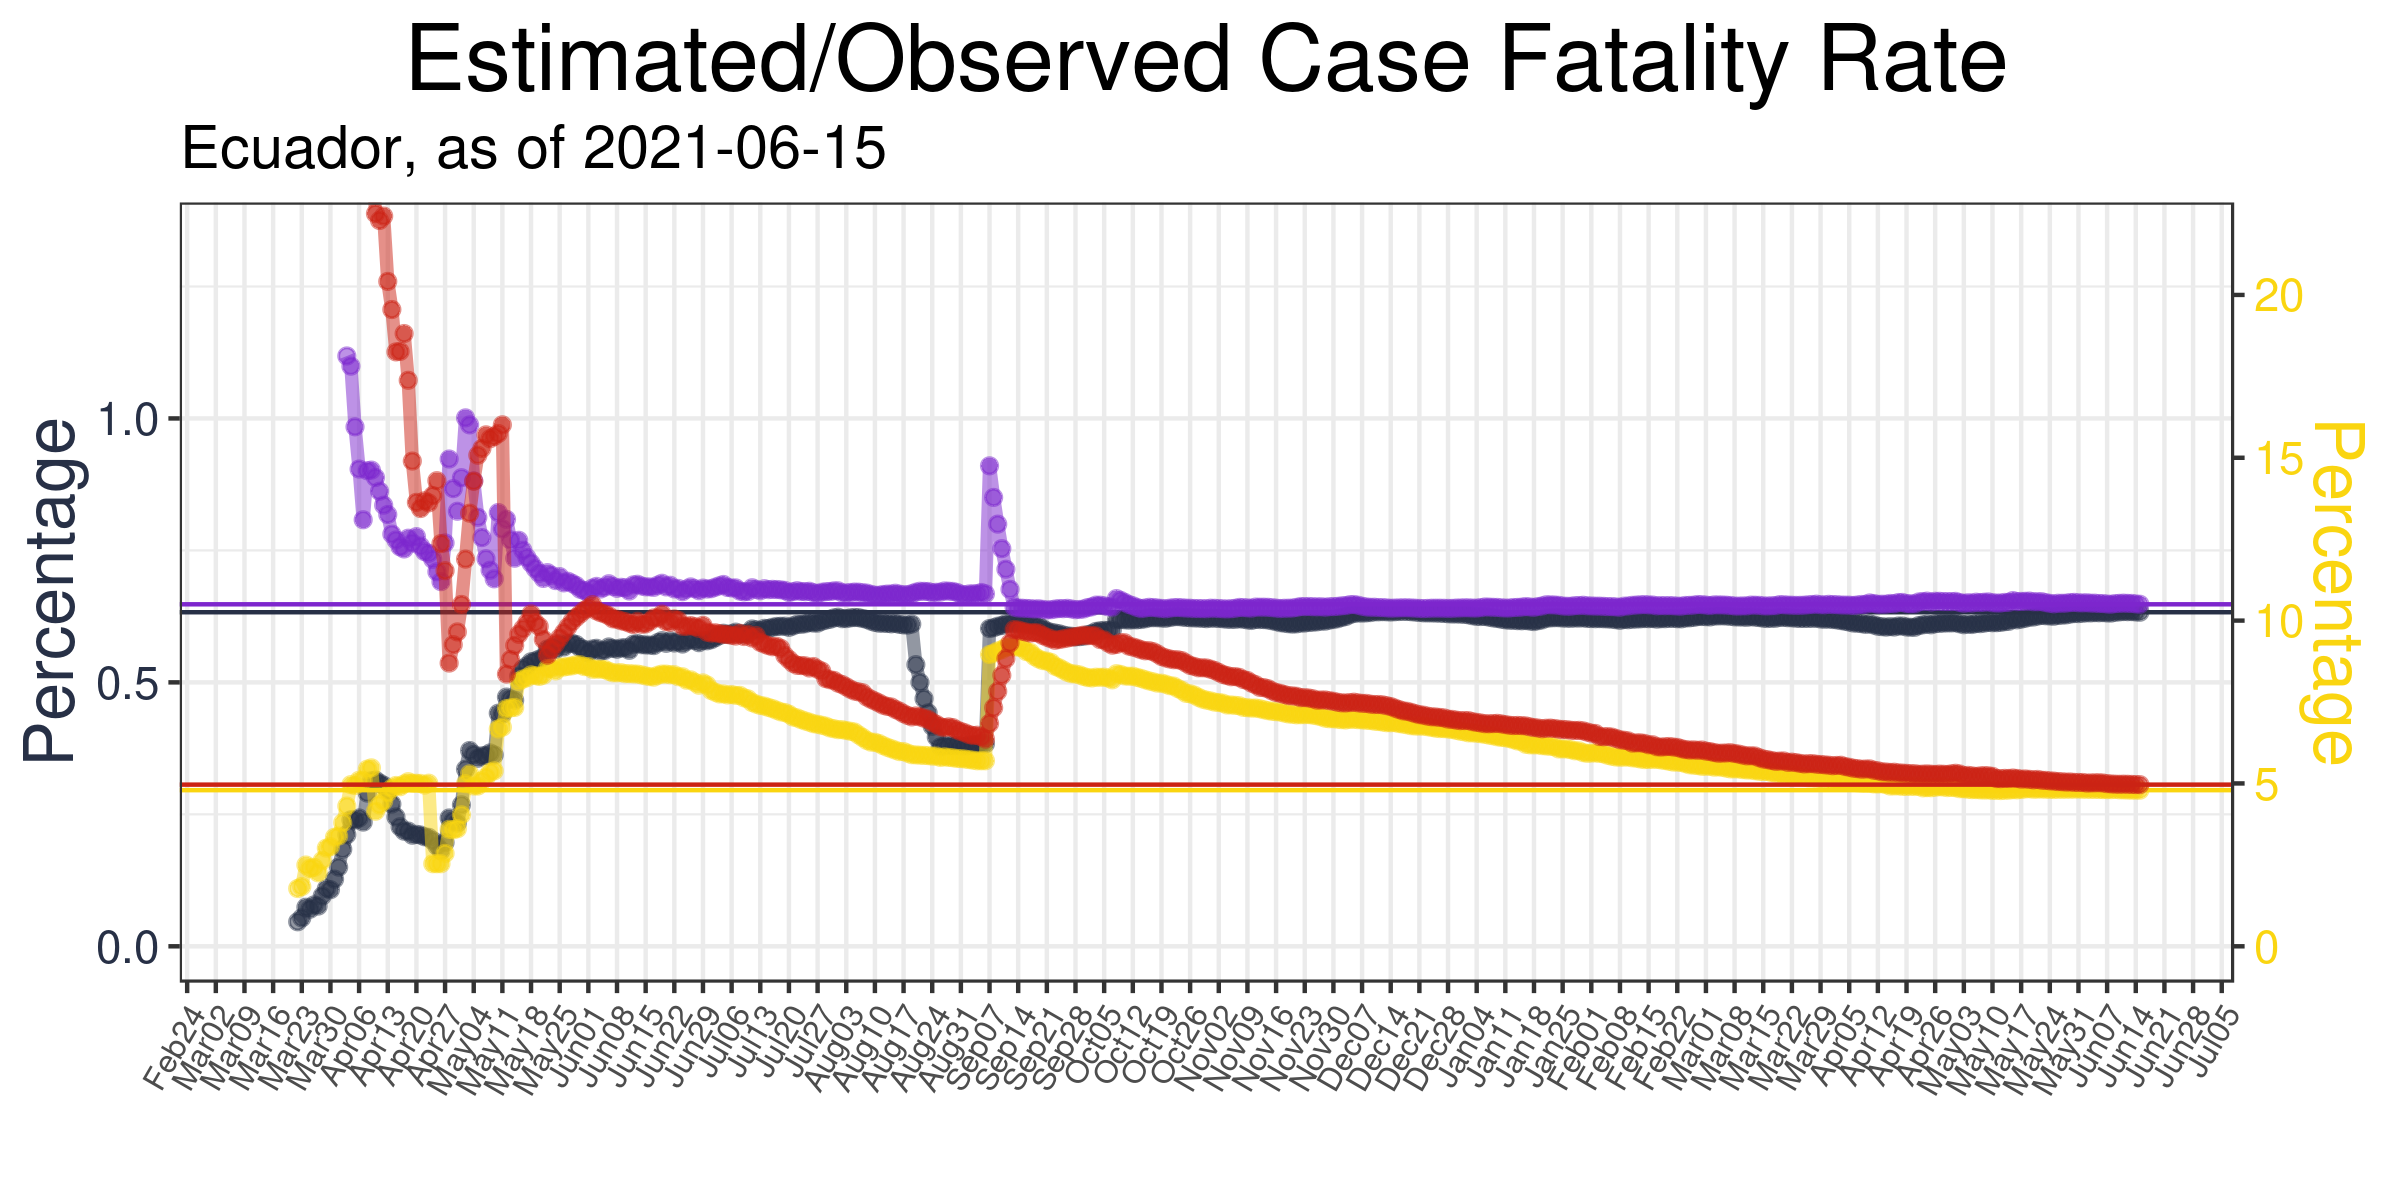 Estimated/Observed Case Fatality Rate
Ecuador, as of 2021-06-15
Percentage
1.0
0.5
0.0
20
15
10
5
0
Percentage
Feb24
Mar02
Mar09
Mar16
Mar23
Mar30
Apr06
Apr13
Apr20
Apr27
May04
May11
May18
May25
Jun01
Jun08
Jun15
Jun22
Jun29
Jul06
Jul13
Jul20
Jul27
Aug03
Aug10
Aug17
Aug24
Aug31
Sep07
Sep14
Sep21
Sep28
Oct05
Oct12
Oct19
Oct26
Nov02
Nov09
Nov16
Nov23
Nov30
Dec07
Dec14
Dec21
Dec28
Jan04
Jan11
Jan18
Jan25
Feb01
Feb08
Feb15
Feb22
Mar01
Mar08
Mar15
Mar22
Mar29
Apr05
Apr12
Apr19
Apr26
May03
May10
May17
May24
May31
Jun07
Jun14
Jun21
Jun28
Jul05